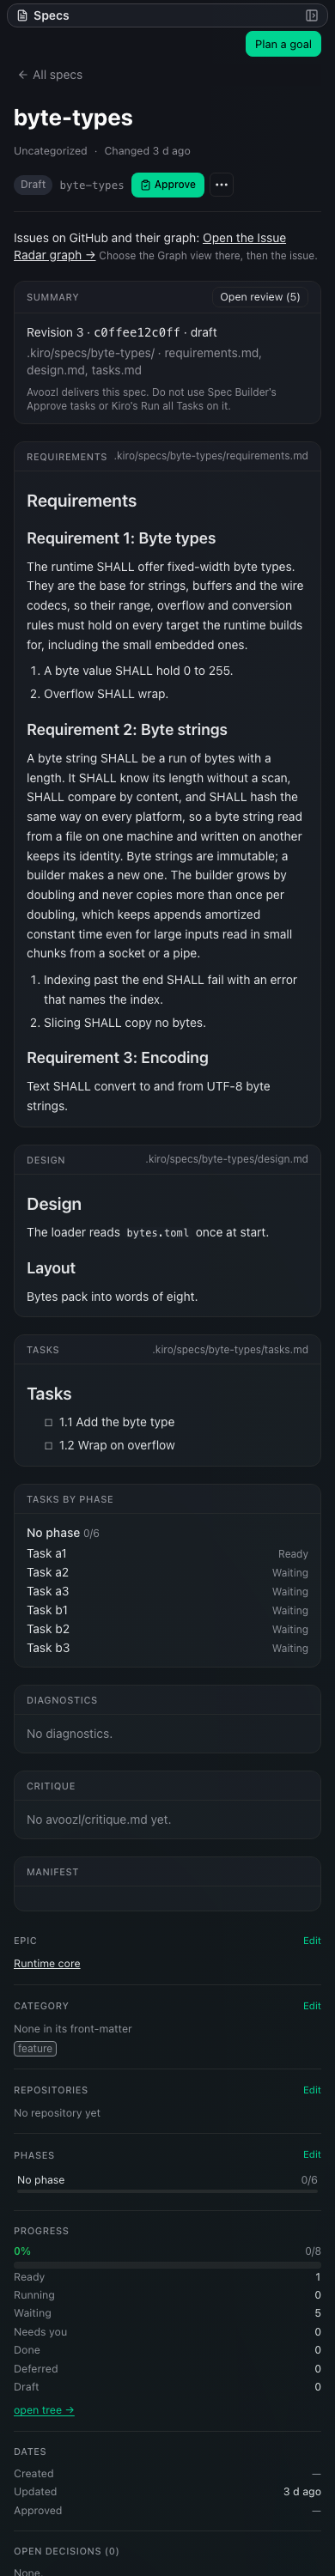 Specs
Plan a goal
← All specs
byte-types
Uncategorized · Changed 3 d ago
Draft byte-types Approve ···
Issues on GitHub and their graph: Open the Issue
Radar graph → Choose the Graph view there, then the issue.
SUMMARY Open review (5)
Revision 3 · c0ffee12c0ff · draft
.kiro/specs/byte-types/ · requirements.md,
design.md, tasks.md
Avoozl delivers this spec. Do not use Spec Builder's
Approve tasks or Kiro's Run all Tasks on it.
REQUIREMENTS .kiro/specs/byte-types/requirements.md
Requirements
Requirement 1: Byte types
The runtime SHALL offer fixed-width byte types.
They are the base for strings, buffers and the wire
codecs, so their range, overflow and conversion
rules must hold on every target the runtime builds
for, including the small embedded ones.
1. A byte value SHALL hold 0 to 255.
2. Overflow SHALL wrap.
Requirement 2: Byte strings
A byte string SHALL be a run of bytes with a
length. It SHALL know its length without a scan,
SHALL compare by content, and SHALL hash the
same way on every platform, so a byte string read
from a file on one machine and written on another
keeps its identity. Byte strings are immutable; a
builder makes a new one. The builder grows by
doubling and never copies more than once per
doubling, which keeps appends amortized
constant time even for large inputs read in small
chunks from a socket or a pipe.
1. Indexing past the end SHALL fail with an error
that names the index.
2. Slicing SHALL copy no bytes.
Requirement 3: Encoding
Text SHALL convert to and from UTF-8 byte
strings.
DESIGN .kiro/specs/byte-types/design.md
Design
The loader reads bytes.toml once at start.
Layout
Bytes pack into words of eight.
TASKS .kiro/specs/byte-types/tasks.md
Tasks
1.1 Add the byte type
1.2 Wrap on overflow
TASKS BY PHASE
No phase 0/6
Task a1 Ready
Task a2 Waiting
Task a3 Waiting
Task b1 Waiting
Task b2 Waiting
Task b3 Waiting
DIAGNOSTICS
No diagnostics.
CRITIQUE
No avoozl/critique.md yet.
MANIFEST
EPIC Edit
Runtime core
CATEGORY Edit
None in its front-matter
feature
REPOSITORIES Edit
No repository yet
PHASES Edit
No phase 0/6
PROGRESS
0% 0/8
Ready 1
Running 0
Waiting 5
Needs you 0
Done 0
Deferred 0
Draft 0
open tree →
DATES
Created —
Updated 3 d ago
Approved —
OPEN DECISIONS (0)
None.